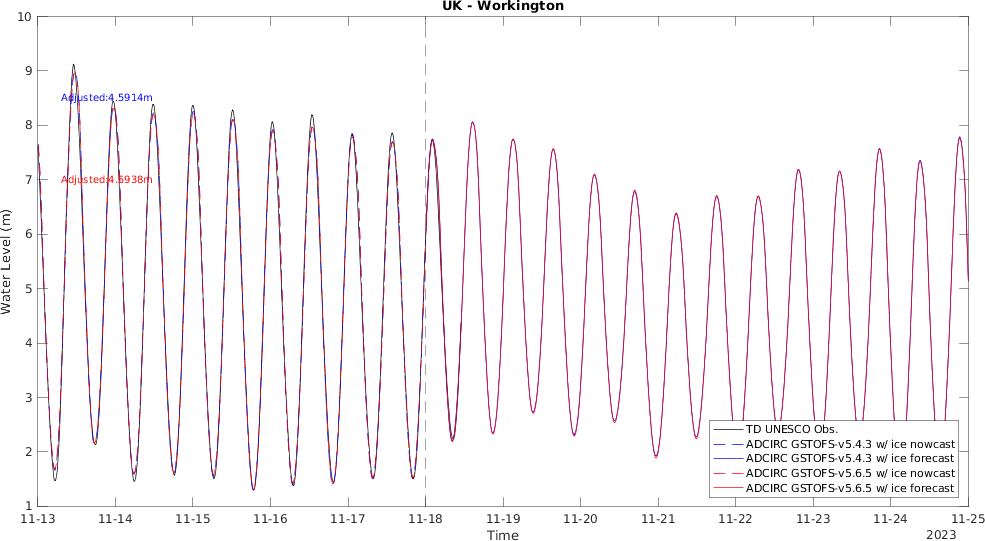 UK - Workington
10
9
8
7
6
5
4
3
2
1
Water Level (m)
Adjusted:4.5914m
Adjusted:4.5938m
TD UNESCO Obs.
ADCIRC GSTOFS-v5.4.3 w/ ice nowcast
ADCIRC GSTOFS-v5.4.3 w/ ice forecast
ADCIRC GSTOFS-v5.6.5 w/ ice nowcast
ADCIRC GSTOFS-v5.6.5 w/ ice forecast
11-13 11-14 11-15 11-16 11-17 11-18 11-19 11-20 11-21 11-22 11-23 11-24 11-25
Time
2023